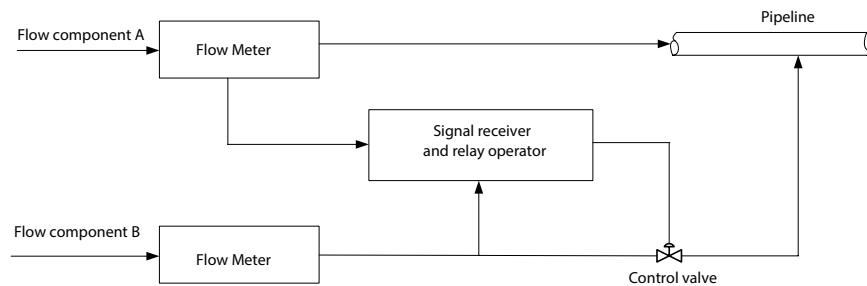 Pipeline
Flow component A
Flow Meter
Signal receiver
and relay operator
Flow component B
Flow Meter
Control valve